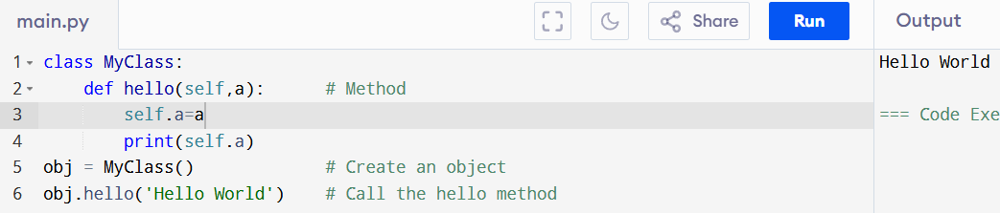 main.py Share Run Output
1 class MyClass: Hello World
2 def hello(self,a): # Method
3 self.a=a === Code Exe
4 print(self.a)
5 obj = MyClass() # Create an object
6 obj.hello('Hello World') # Call the hello method